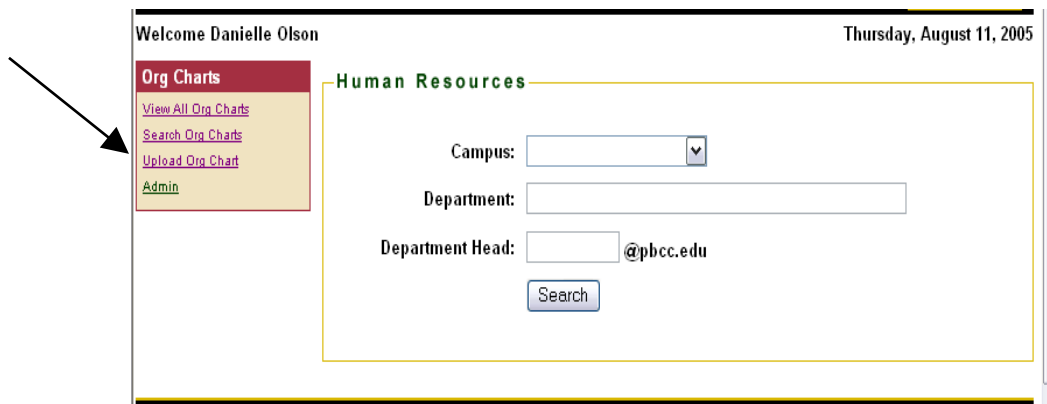 Welcome Danielle Olson
Thursday, August 11, 2005
Org Charts
View All Org Charts
Search Org Charts
Upload Org Chart
Admin
Human Resources
Campus:
Department:
Department Head:
@pbcc.edu
Search